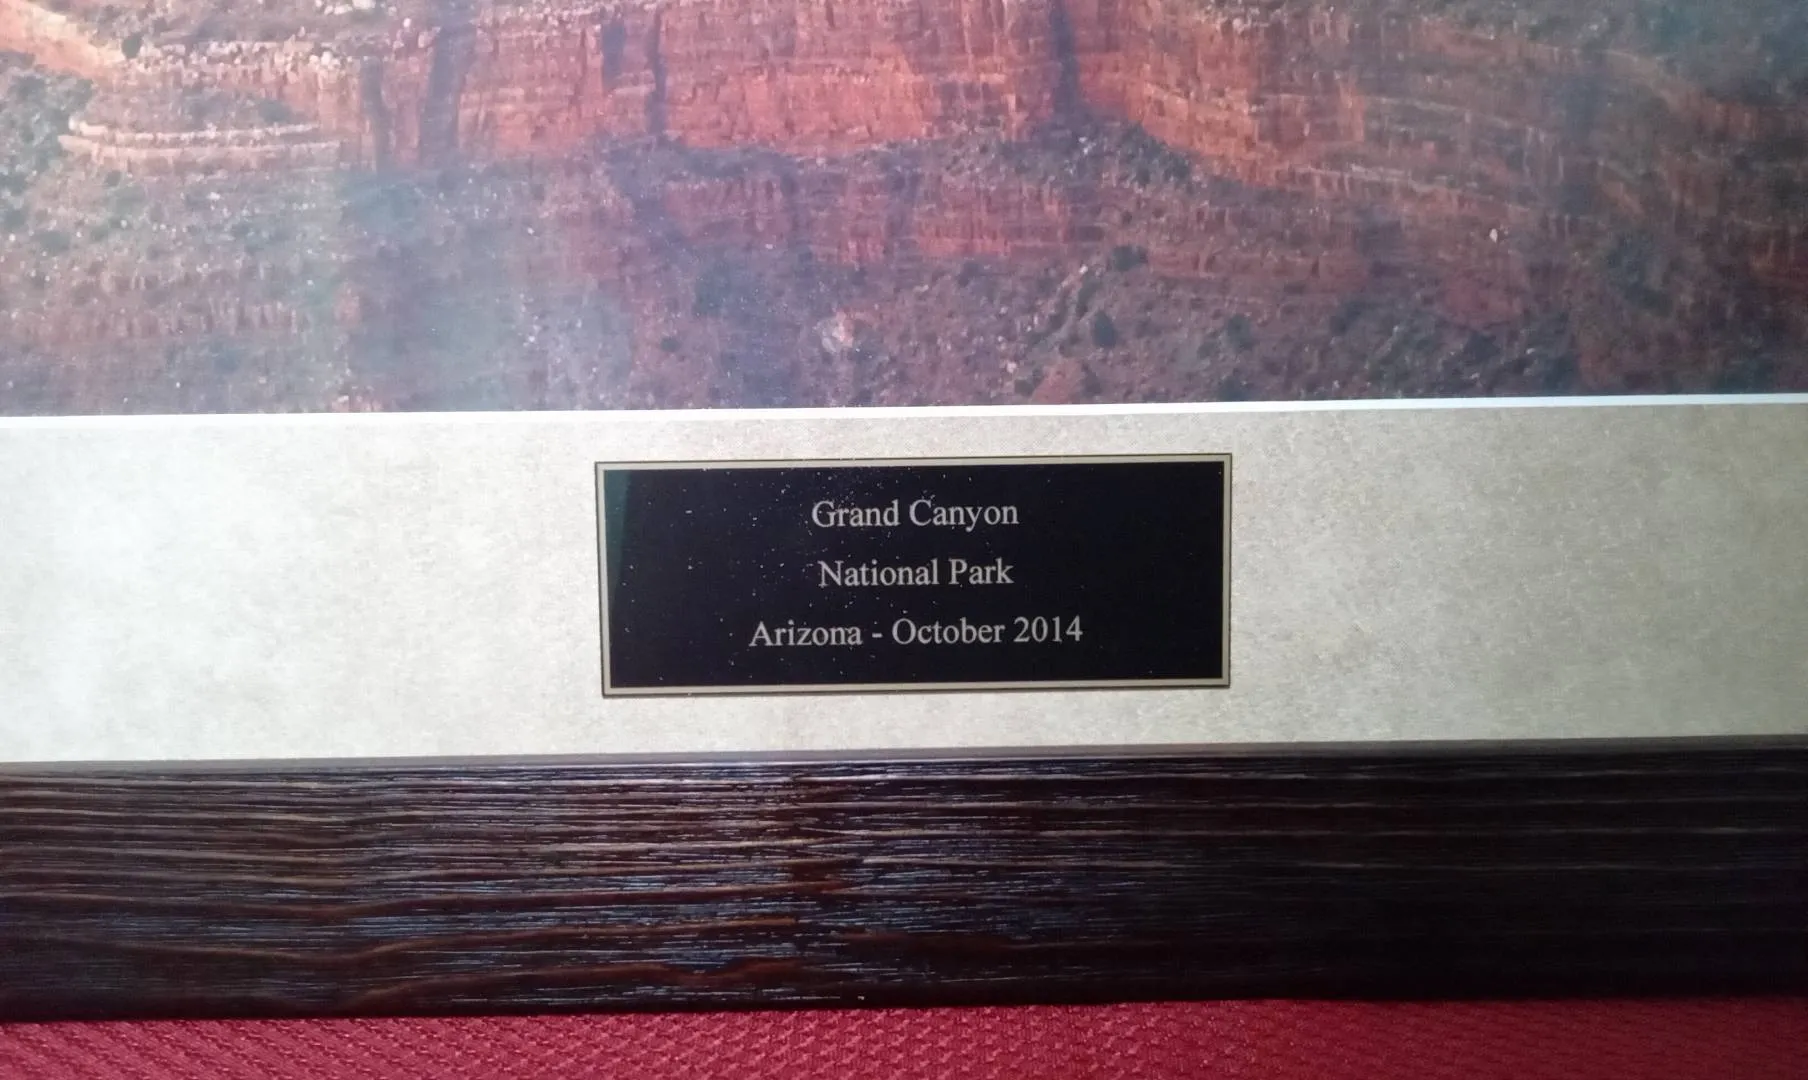 Grand Canyon
National Park
Arizona - October 2014